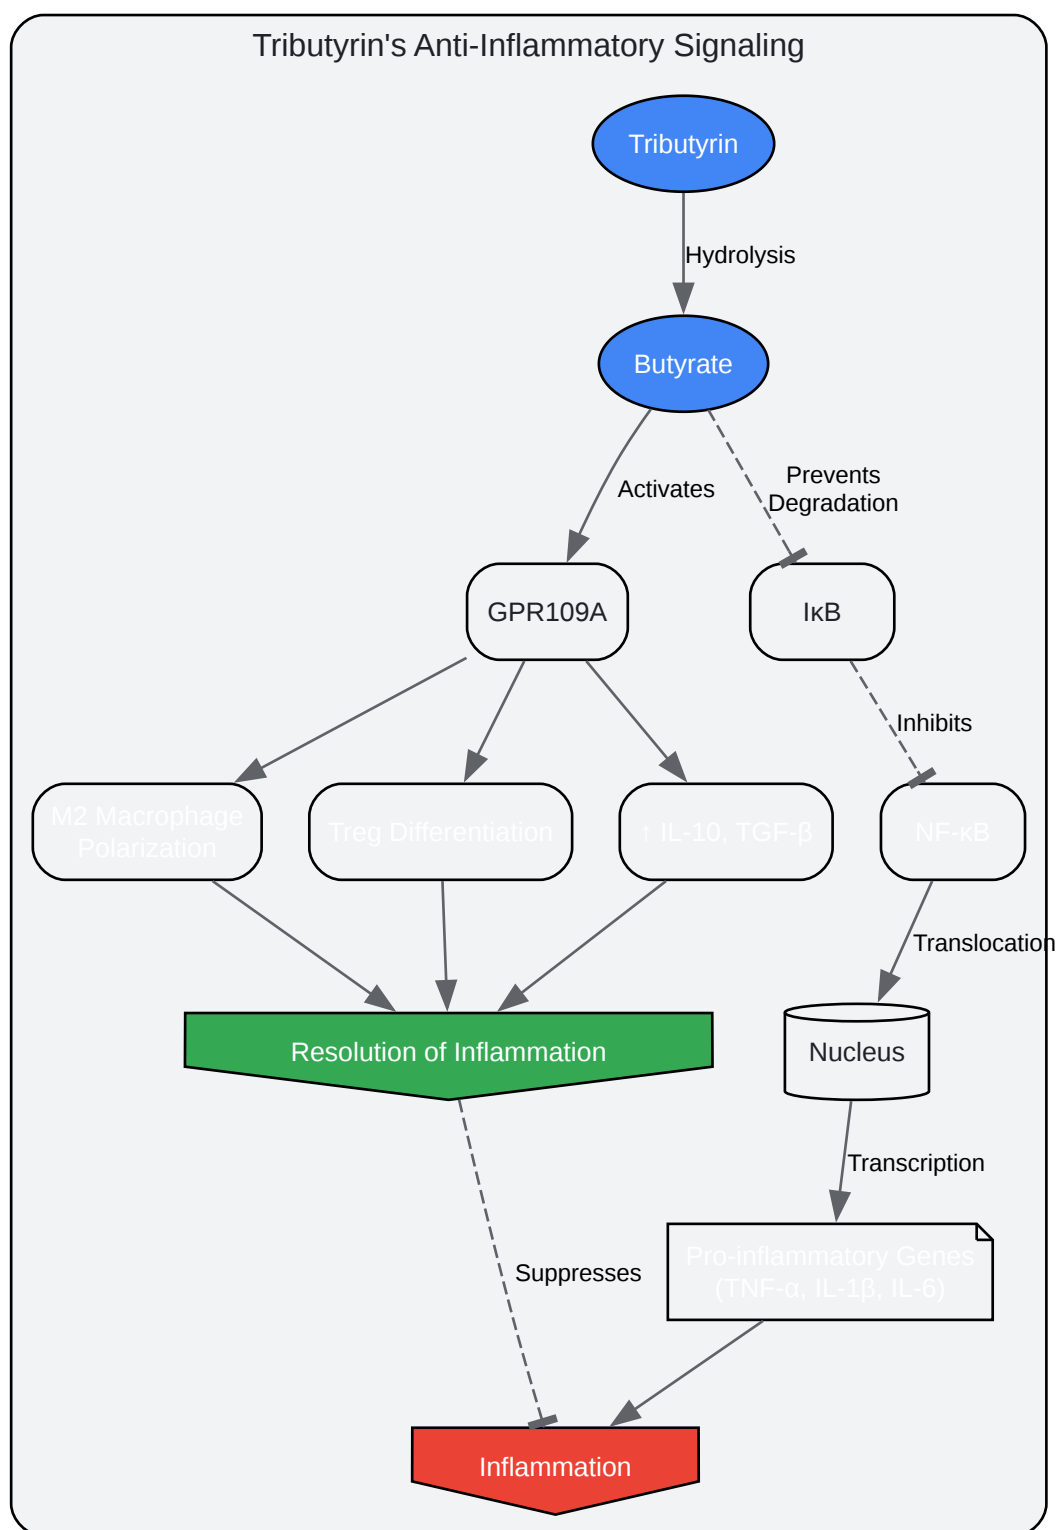 Tributyrin's Anti-Inflammatory Signaling
Tributyrin
Hydrolysis
Butyrate
Activates
Prevents
Degradation
GPR109A
IκB
Inhibits
M2 Macrophage
Polarization
Treg Differentiation
↑ IL-10, TGF-β
NF-κB
Translocation
Resolution of Inflammation
Nucleus
Transcription
Pro-inflammatory Genes
(TNF-α, IL-1β, IL-6)
Suppresses
Inflammation